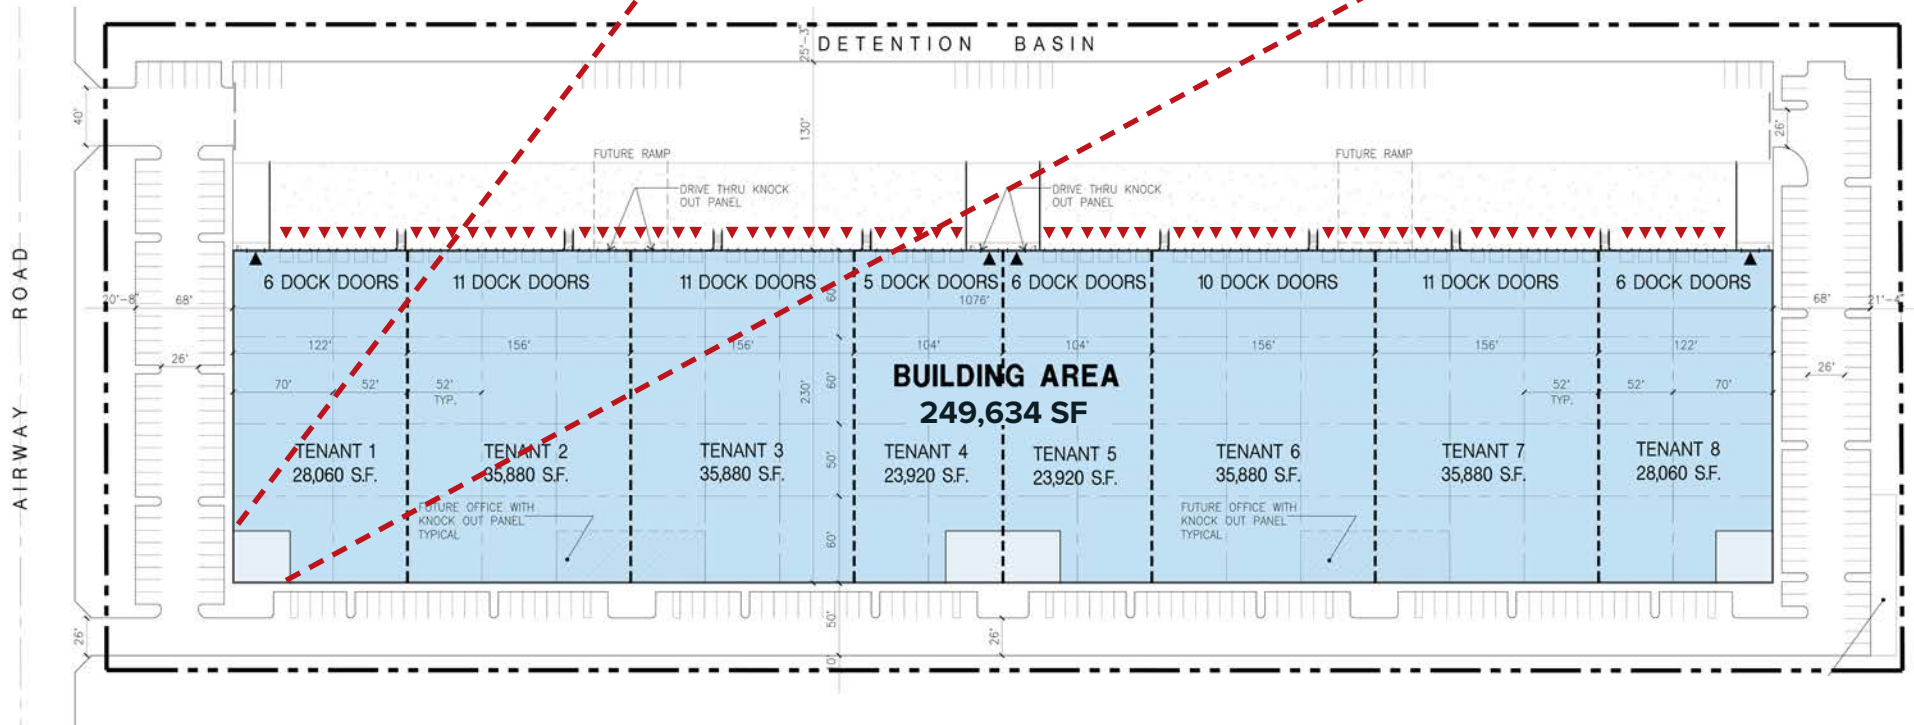 DETENTION BASIN
25'-3"
40'
130'
26'
FUTURE RAMP
FUTURE RAMP
DRIVE THRU KNOCK
OUT PANEL
DRIVE THRU KNOCK
OUT PANEL
AIRWAY ROAD
6 DOCK DOORS
11 DOCK DOORS
11 DOCK DOORS
5 DOCK DOORS
6 DOCK DOORS
10 DOCK DOORS
11 DOCK DOORS
6 DOCK DOORS
20'-8"
68'
60'
1076'
68'
21'-4"
122'
156'
156'
104'
104'
156'
156'
122'
26'
26'
70'
52'
52'
TYP.
230'
60'
52'
TYP.
52'
70'
BUILDING AREA
249,634 SF
TENANT 1
28,060 S.F.
TENANT 2
35,880 S.F.
TENANT 3
35,880 S.F.
TENANT 4
23,920 S.F.
TENANT 5
23,920 S.F.
TENANT 6
35,880 S.F.
TENANT 7
35,880 S.F.
TENANT 8
28,060 S.F.
50'
FUTURE OFFICE WITH
KNOCK OUT PANEL
TYPICAL
FUTURE OFFICE WITH
KNOCK OUT PANEL
TYPICAL
60'
50'
26'
26'